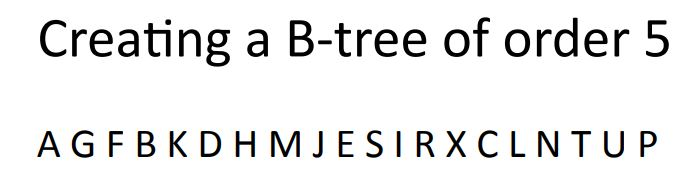 Creating a B-tree of order 5
A G F B K D H M J E S I R X C L N T U P